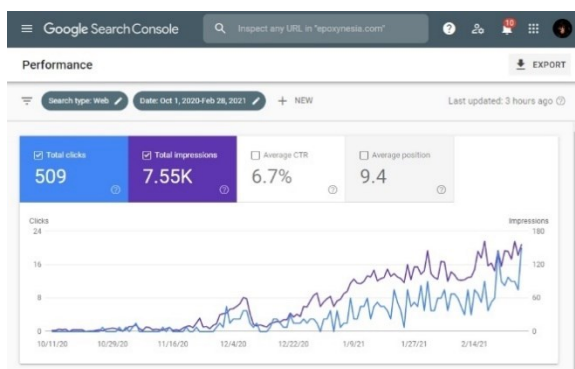 Google Search Console
Inspect any URL in "epoxynesia.com"
10
Performance
EXPORT
Search type: Web
Date: Oct 1, 2020-Feb 28, 2021
+ NEW
Last updated: 3 hours ago
Total clicks
509
Total impressions
7.55K
Average CTR
6.7%
Average position
9.4
Clicks
Impressions
24
180
16
120
8
60
0
0
10/11/20 10/29/20 11/16/20 12/4/20 12/22/20 1/9/21 1/27/21 2/14/21